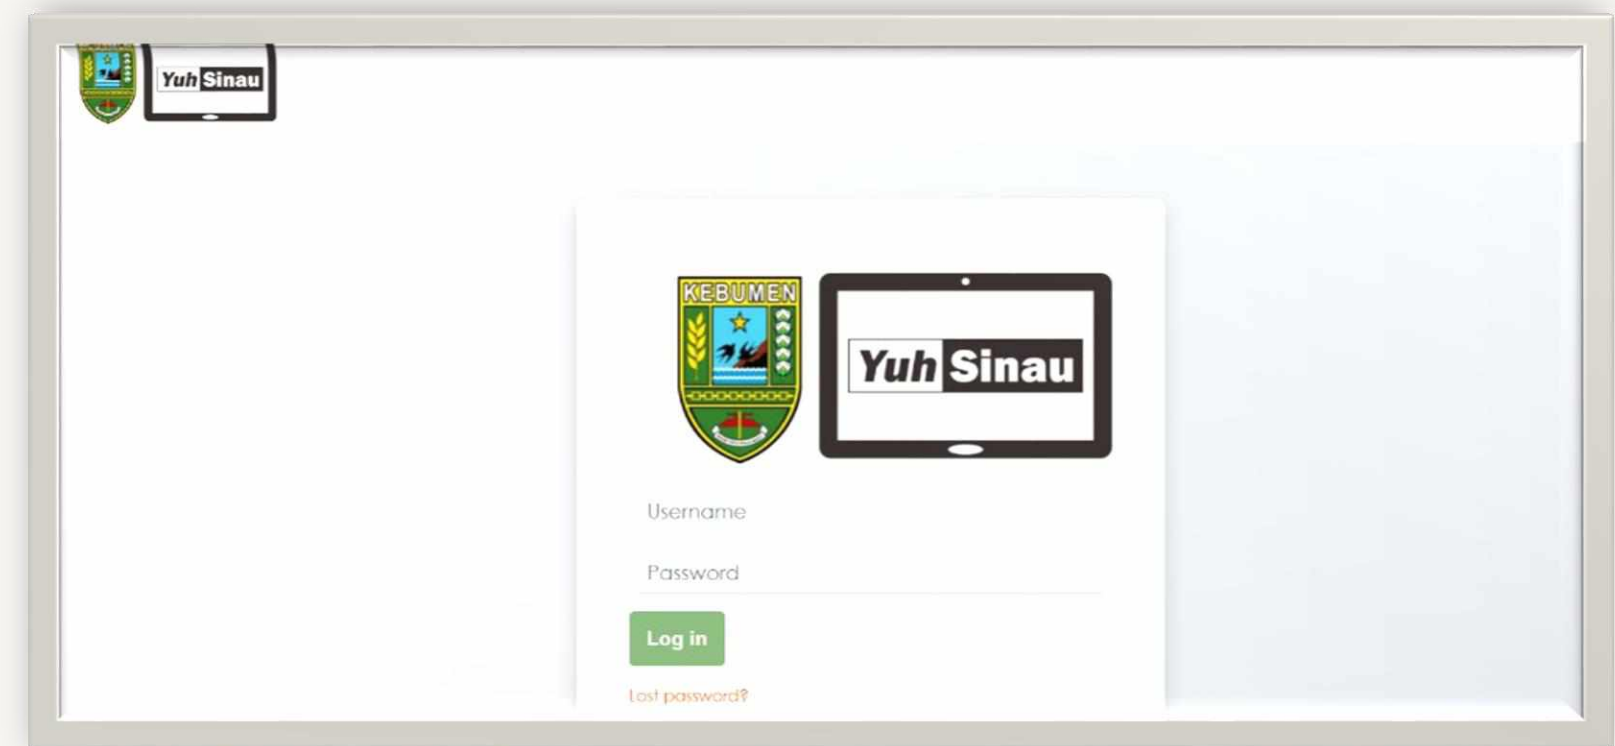 Yuh Sinau
KEBUMEN
Yuh Sinau
Username
Password
Log in
Lost password?